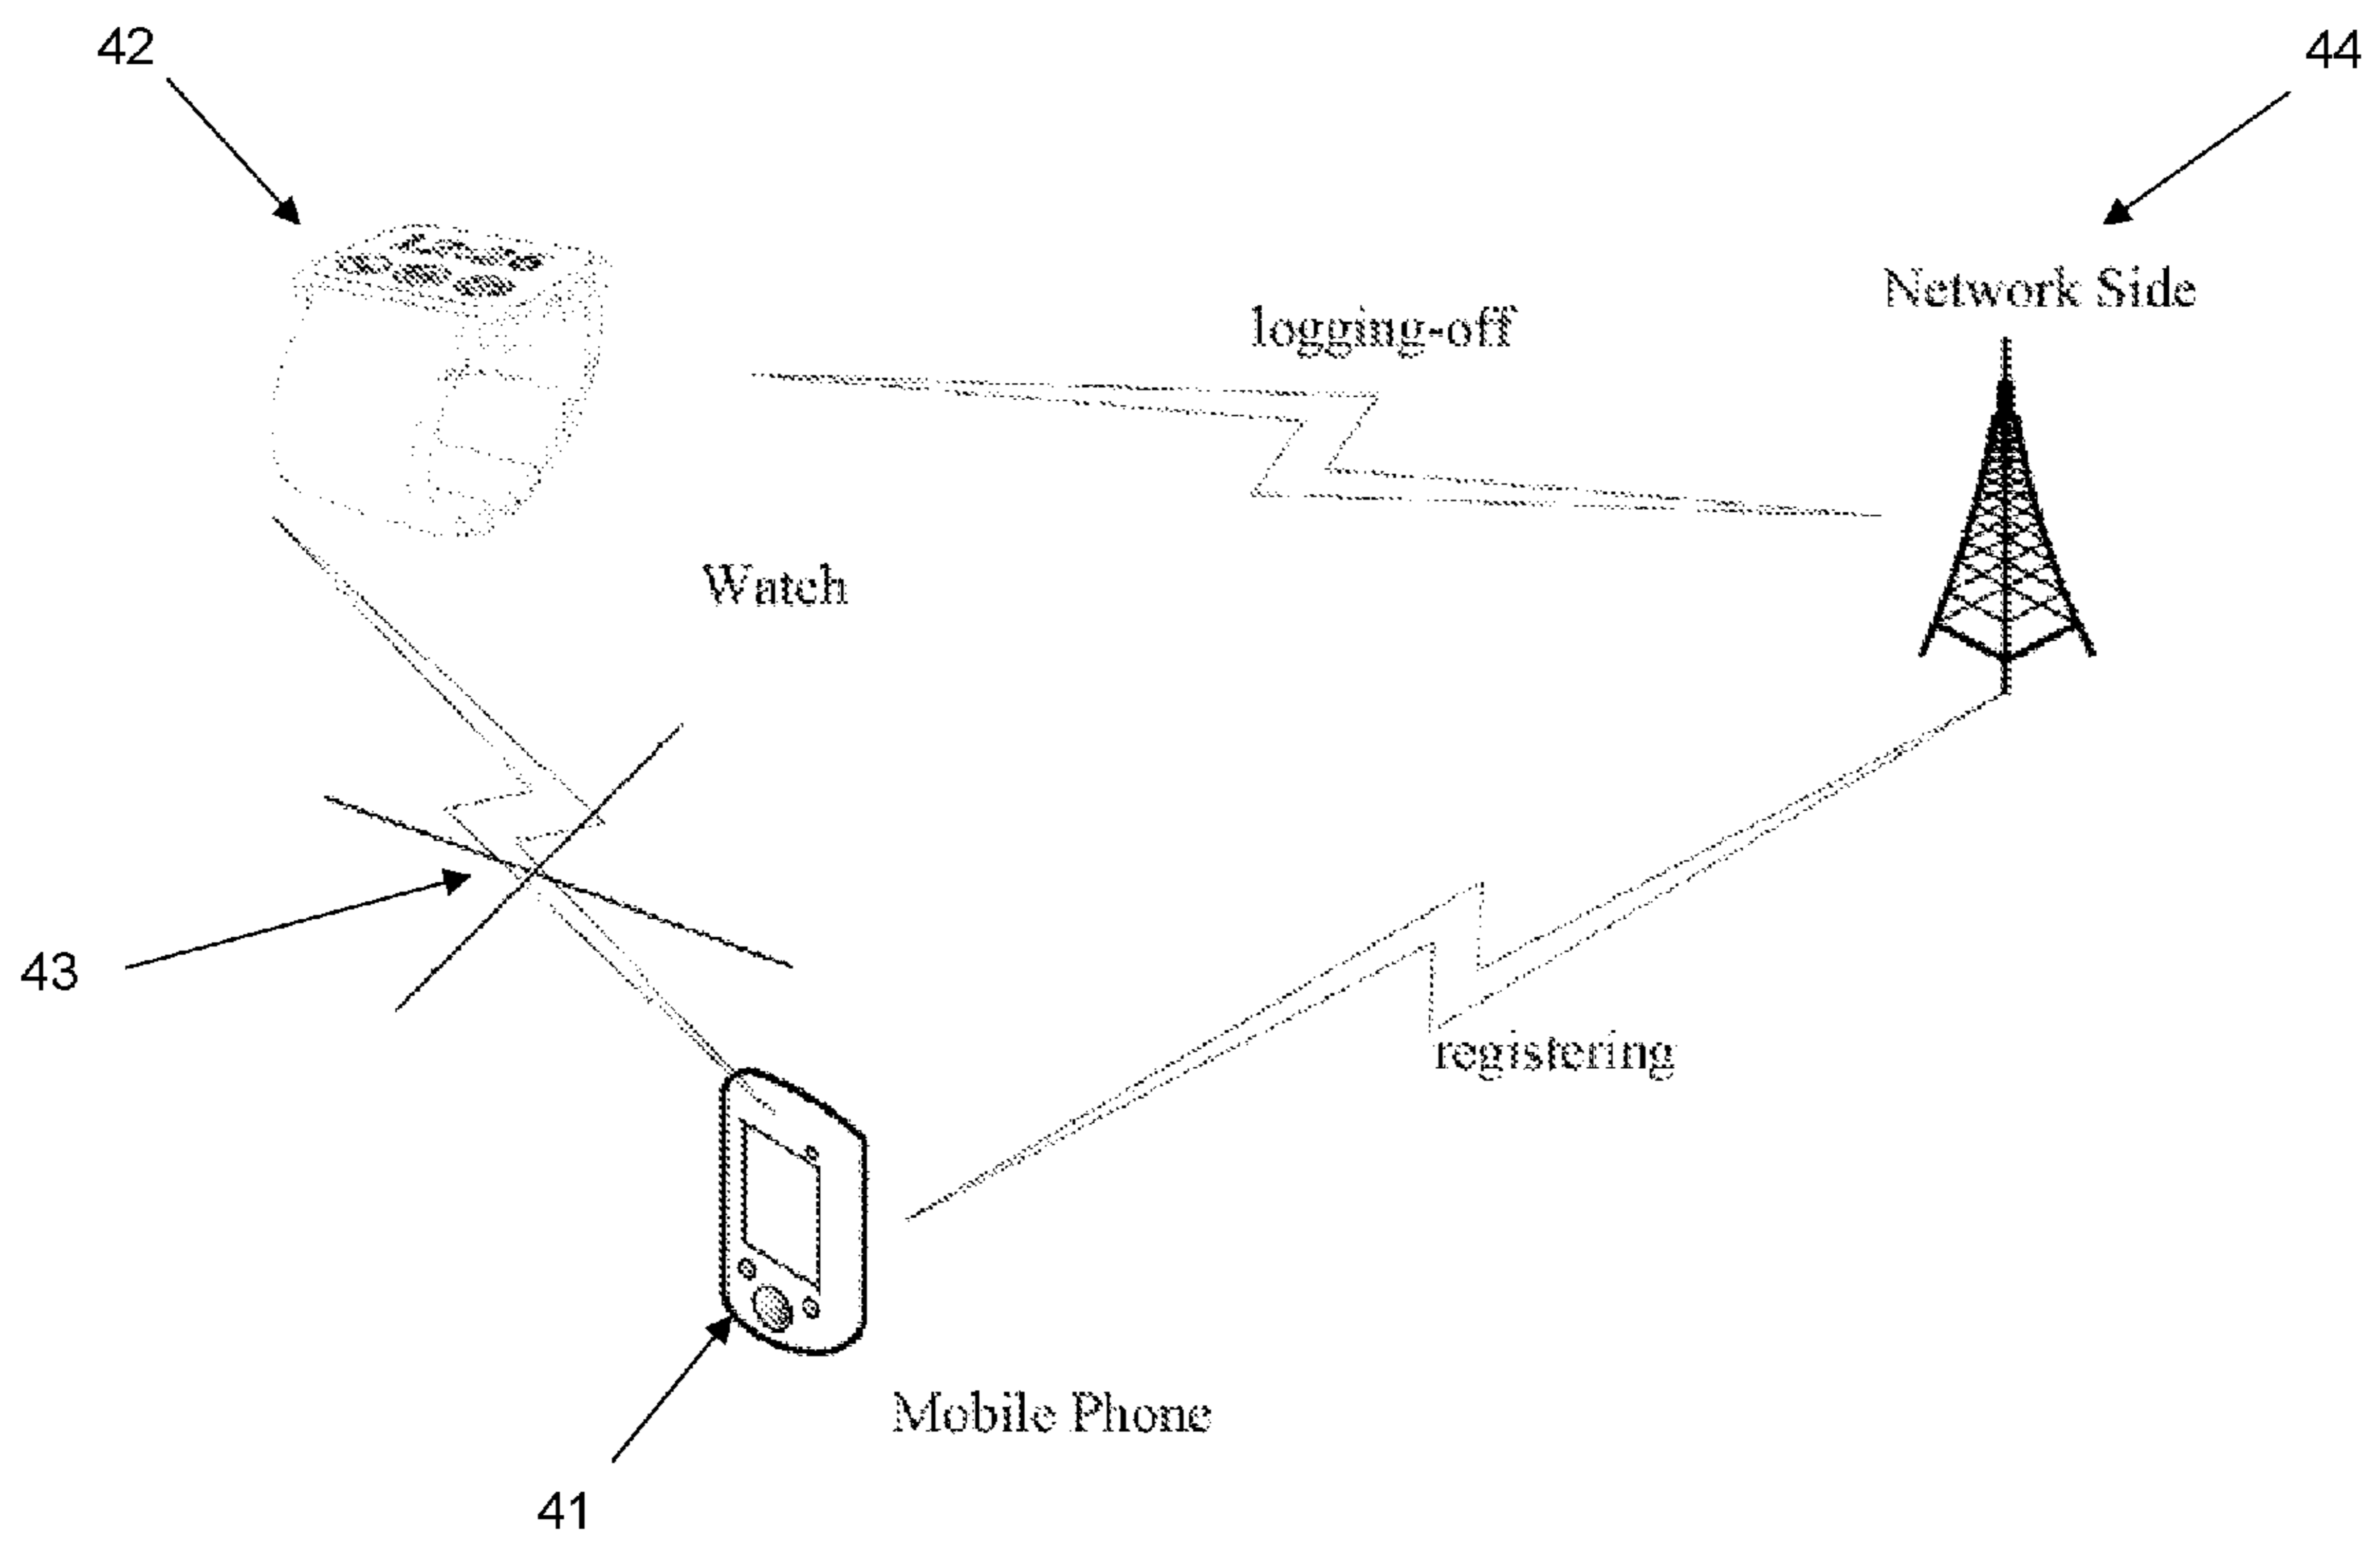 42
44
Network Side
logging-off
Watch
43
registering
Mobile Phone
41